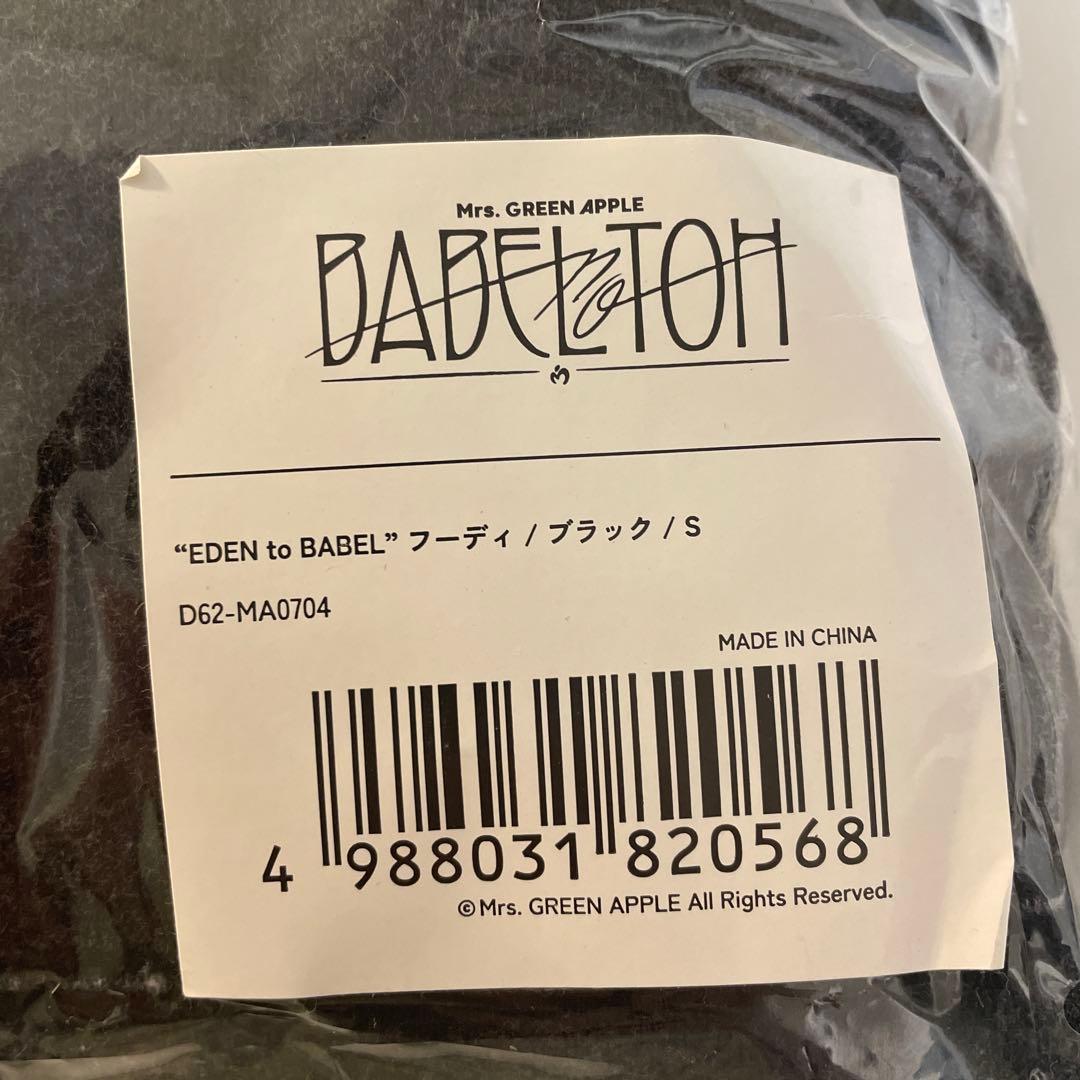 Mrs. GREEN APPLE
BABEL no TOH
“EDEN to BABEL” フーディ / ブラック / S
D62-MA0704
MADE IN CHINA
4 988031 820568
©Mrs. GREEN APPLE All Rights Reserved.